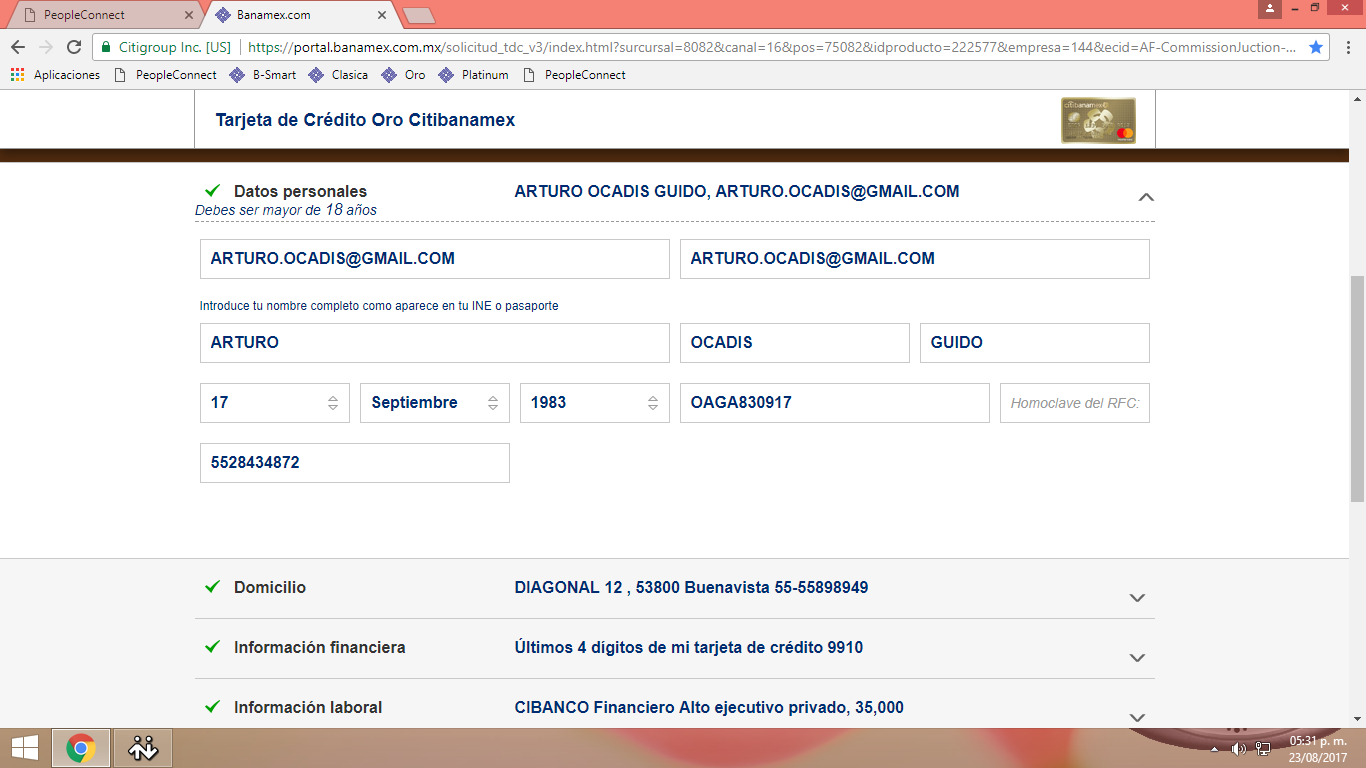 PeopleConnect
Banamex.com
Citigroup Inc. [US]
https://portal.banamex.com.mx/solicitud_tdc_v3/index.html?sucursal=8082&canal=16&pos=75082&idproducto=222577&empresa=144&ecid=AF-CommissionJuction-...
Aplicaciones PeopleConnect B-Smart Clasica Oro Platinum PeopleConnect
Tarjeta de Crédito Oro Citibanamex
citibanamex
Datos personales ARTURO OCADIS GUIDO, ARTURO.OCADIS@GMAIL.COM
Debes ser mayor de 18 años
ARTURO.OCADIS@GMAIL.COM ARTURO.OCADIS@GMAIL.COM
Introduce tu nombre completo como aparece en tu INE o pasaporte
ARTURO OCADIS GUIDO
17 Septiembre 1983 OAGA830917 Homoclave del RFC:
5528434872
Domicilio DIAGONAL 12 , 53800 Buenavista 55-55898949
Información financiera Últimos 4 dígitos de mi tarjeta de crédito 9910
Información laboral CIBANCO Financiero Alto ejecutivo privado, 35,000
05:31 p. m.
23/08/2017